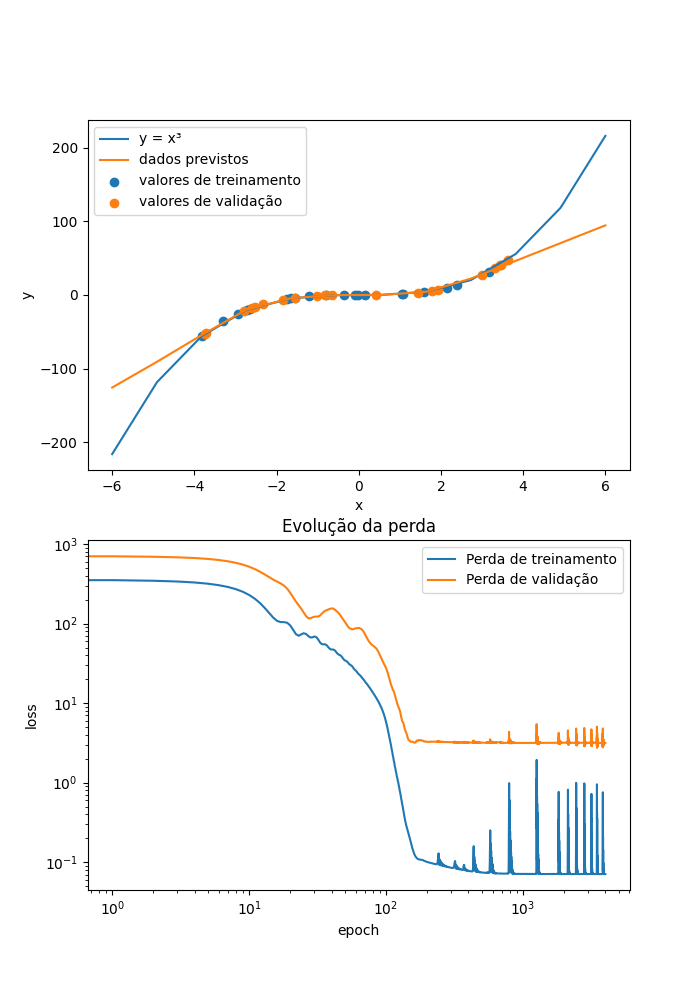 y = x³
dados previstos
valores de treinamento
valores de validação
200
100
0
−100
−200
y
−6
−4
−2
0
2
4
6
x
Evolução da perda
Perda de treinamento
Perda de validação
10³
10²
10¹
10⁰
10⁻¹
loss
10⁰
10¹
10²
10³
epoch